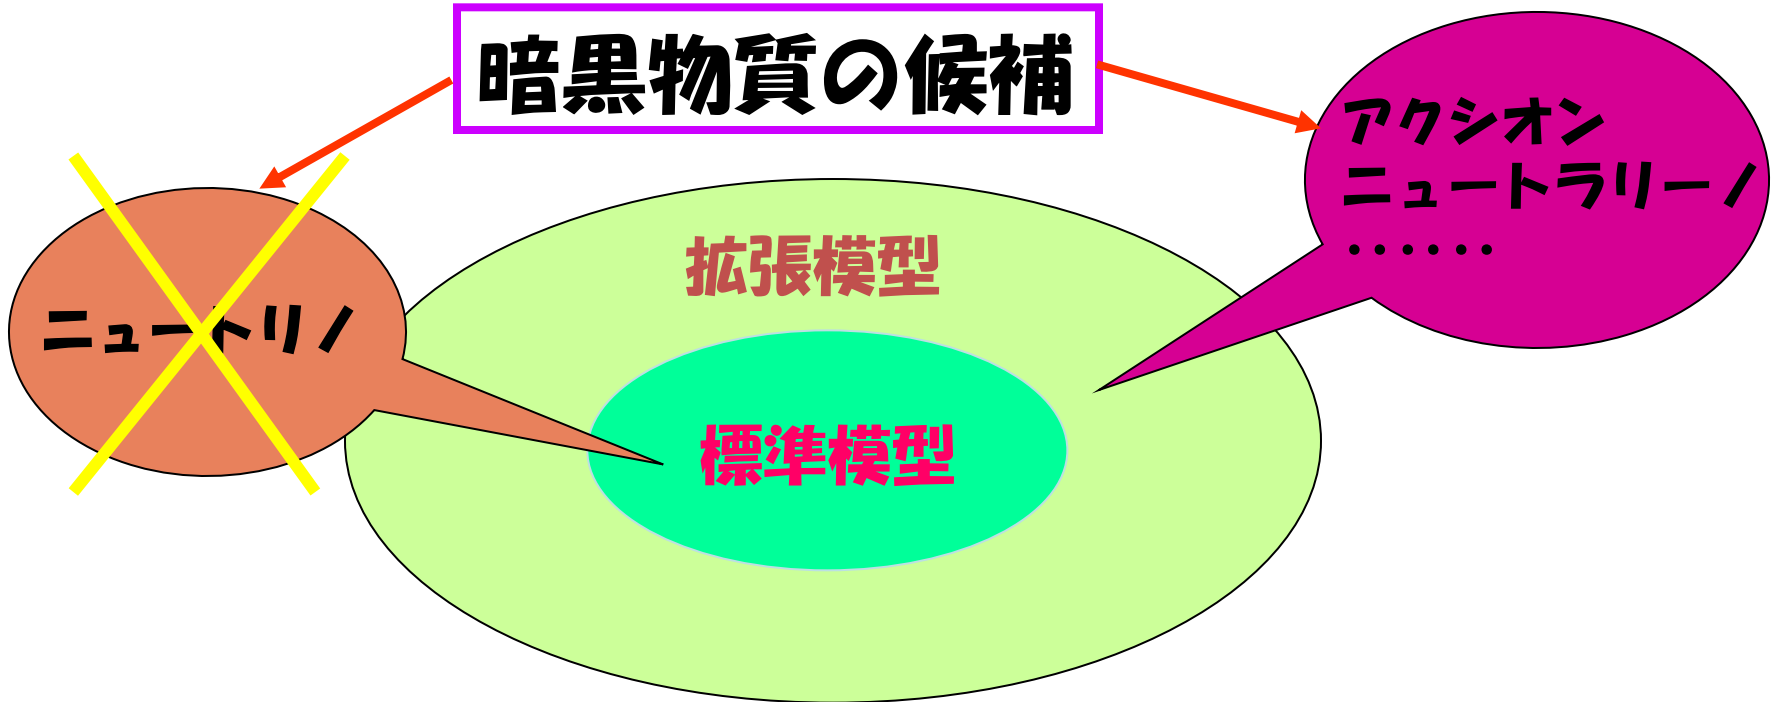 暗黒物質の候補
アクシオン
ニュートラリーノ
・・・・・・
拡張模型
ニュートリノ
標準模型